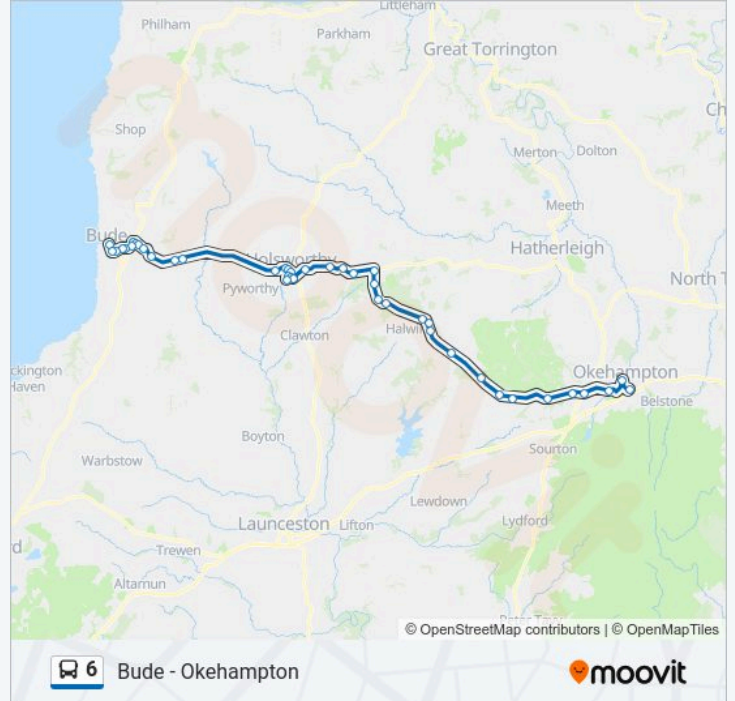 Littleham
Philham
Parkham
Great Torrington
Ch
Shop
Merton
Dolton
Meeth
Bude
Hatherleigh
Holsworthy
North T
Pyworthy
Halwill
Clawton
ckington
Haven
Okehampton
Belstone
Boyton
Sourton
Warbstow
Lewdown
Launceston
Lifton
Lydford
d
Trewen
Altarnun
© OpenStreetMap contributors | © OpenMapTiles
6
Bude - Okehampton
moovit